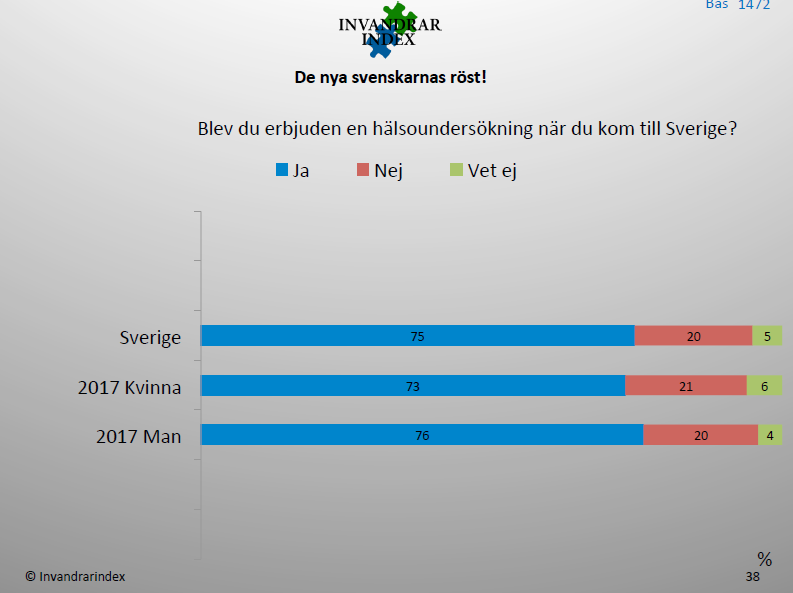 Bas 1472
INVANDRAR
INDEX
De nya svenskarnas röst!
Blev du erbjuden en hälsoundersökning när du kom till Sverige?
Ja Nej Vet ej
Sverige 75 20 5
2017 Kvinna 73 21 6
2017 Man 76 20 4
%
© Invandrarindex 38